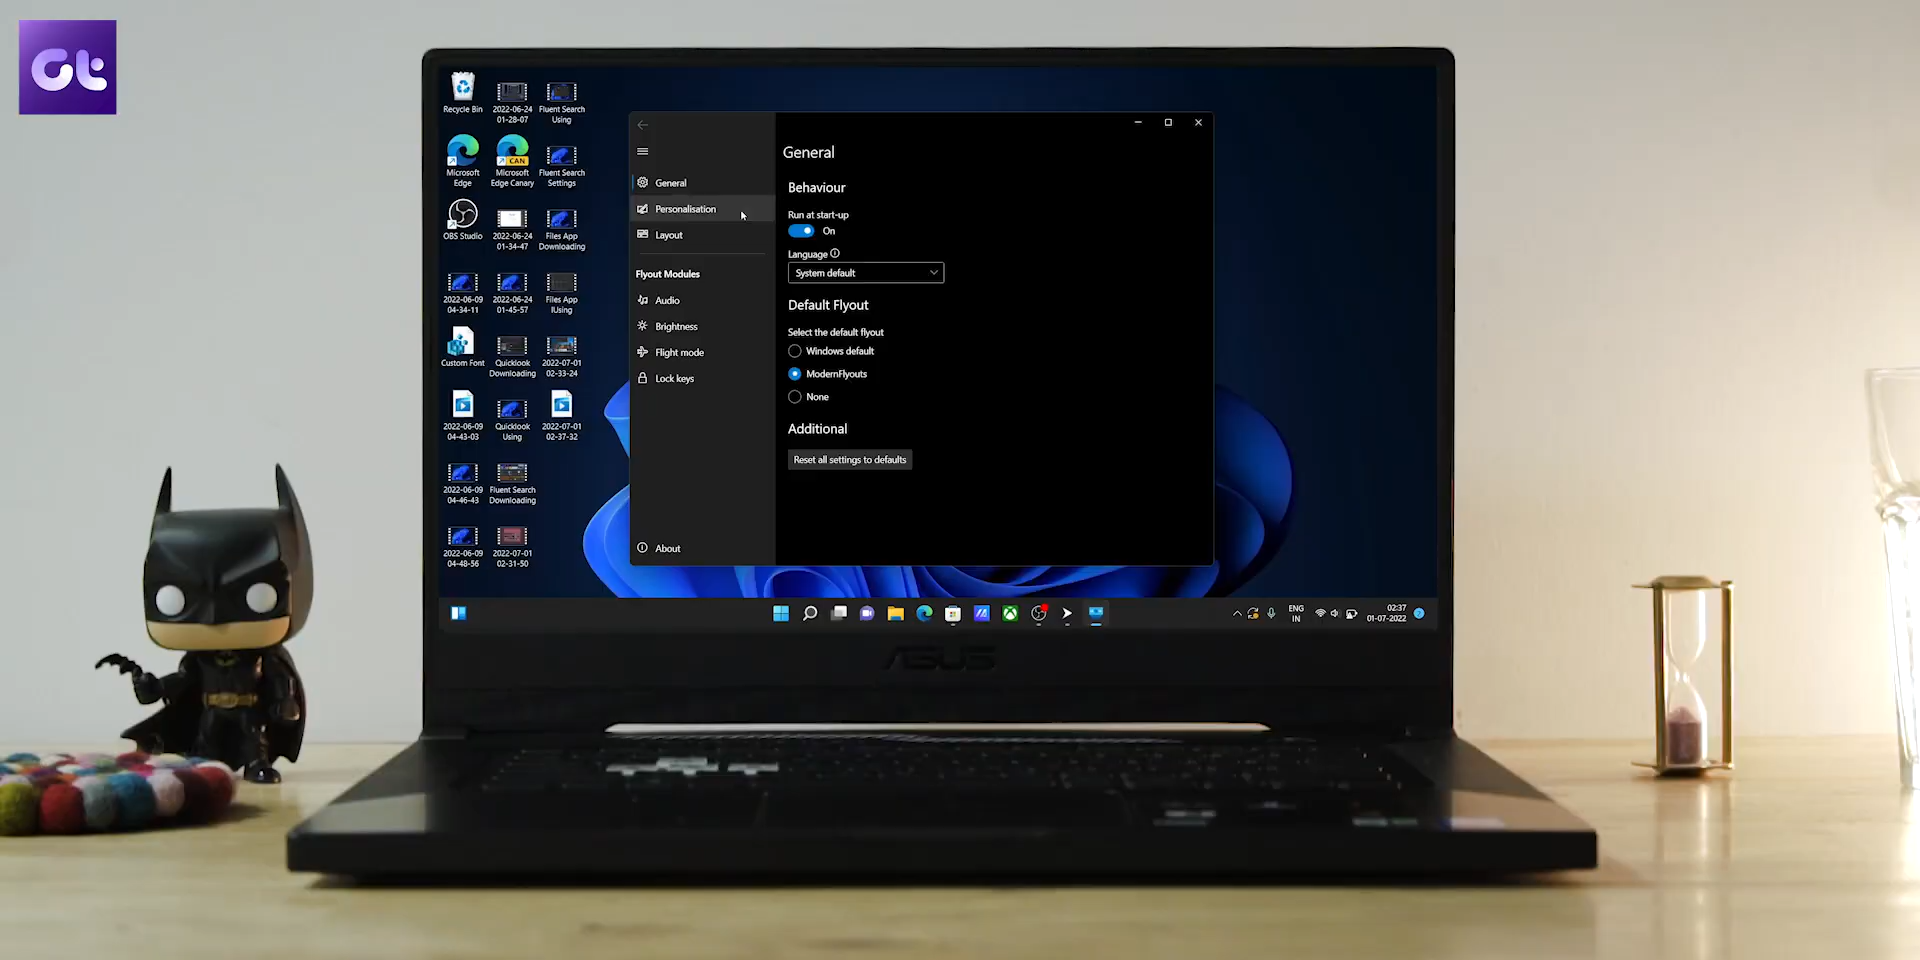 Gt
Recycle Bin
2022-06-24
01-28-07
Fluent Search
Using
Microsoft
Edge
CAN
Microsoft
Edge Canary
Fluent Search
Settings
OBS Studio
2022-06-24
01-34-47
Files App
Downloading
2022-06-09
04-34-11
2022-06-24
01-45-57
Files App
IUsing
Custom Font
Quicklook
Downloading
2022-07-01
02-33-24
2022-06-09
04-43-03
Quicklook
Using
2022-07-01
02-37-32
2022-06-09
04-46-43
Fluent Search
Downloading
2022-06-09
04-48-56
2022-07-01
02-31-50
General
Personalisation
Layout
Flyout Modules
Audio
Brightness
Flight mode
Lock keys
About
General
Behaviour
Run at start-up
On
Language
System default
Default Flyout
Select the default flyout
Windows default
ModernFlyouts
None
Additional
Reset all settings to defaults
ENG
IN
02:37
01-07-2022
2
ASUS